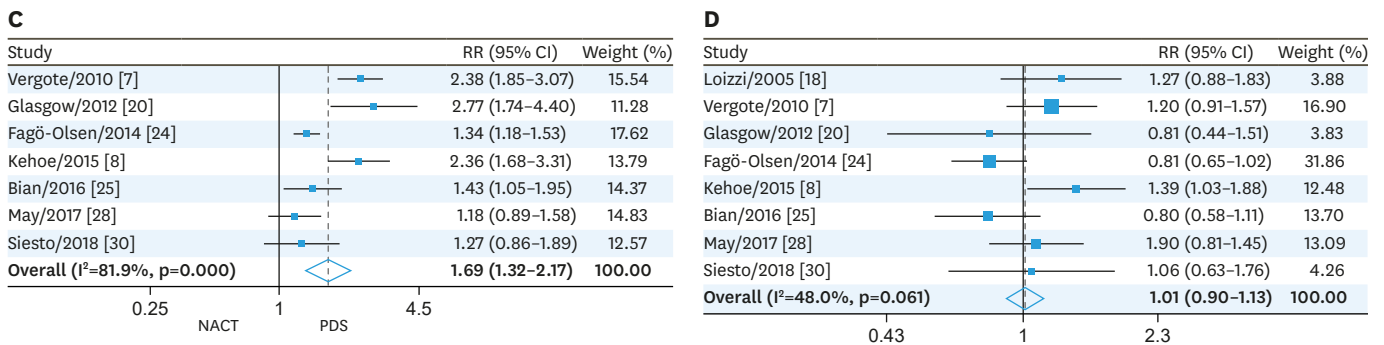 C
Study RR (95% CI) Weight (%)
Vergote/2010 [7] 2.38 (1.85–3.07) 15.54
Glasgow/2012 [20] 2.77 (1.74–4.40) 11.28
Fagö-Olsen/2014 [24] 1.34 (1.18–1.53) 17.62
Kehoe/2015 [8] 2.36 (1.68–3.31) 13.79
Bian/2016 [25] 1.43 (1.05–1.95) 14.37
May/2017 [28] 1.18 (0.89–1.58) 14.83
Siesto/2018 [30] 1.27 (0.86–1.89) 12.57
Overall (I²=81.9%, p=0.000) 1.69 (1.32–2.17) 100.00
0.25 1 4.5
NACT PDS
D
Study RR (95% CI) Weight (%)
Loizzi/2005 [18] 1.27 (0.88–1.83) 3.88
Vergote/2010 [7] 1.20 (0.91–1.57) 16.90
Glasgow/2012 [20] 0.81 (0.44–1.51) 3.83
Fagö-Olsen/2014 [24] 0.81 (0.65–1.02) 31.86
Kehoe/2015 [8] 1.39 (1.03–1.88) 12.48
Bian/2016 [25] 0.80 (0.58–1.11) 13.70
May/2017 [28] 1.90 (0.81–1.45) 13.09
Siesto/2018 [30] 1.06 (0.63–1.76) 4.26
Overall (I²=48.0%, p=0.061) 1.01 (0.90–1.13) 100.00
0.43 1 2.3